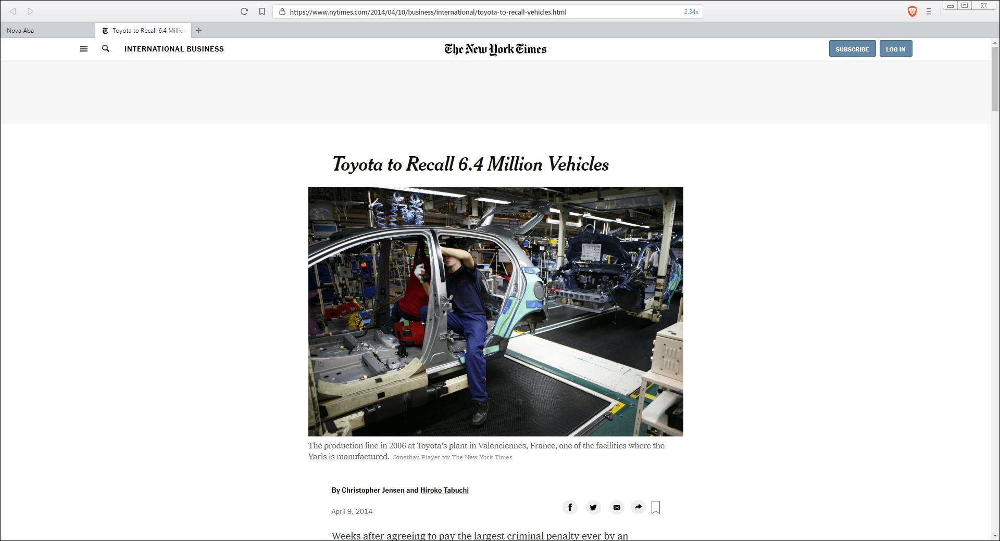 https://www.nytimes.com/2014/04/10/business/international/toyota-to-recall-vehicles.html 2.34s
Nova Aba
Toyota to Recall 6.4 Million
INTERNATIONAL BUSINESS
The New York Times
SUBSCRIBE
LOG IN
Toyota to Recall 6.4 Million Vehicles
7
The production line in 2006 at Toyota's plant in Valenciennes, France, one of the facilities where the
Yaris is manufactured. Jonathan Player for The New York Times
By Christopher Jensen and Hiroko Tabuchi
April 9, 2014
Weeks after agreeing to pay the largest criminal penalty ever by an